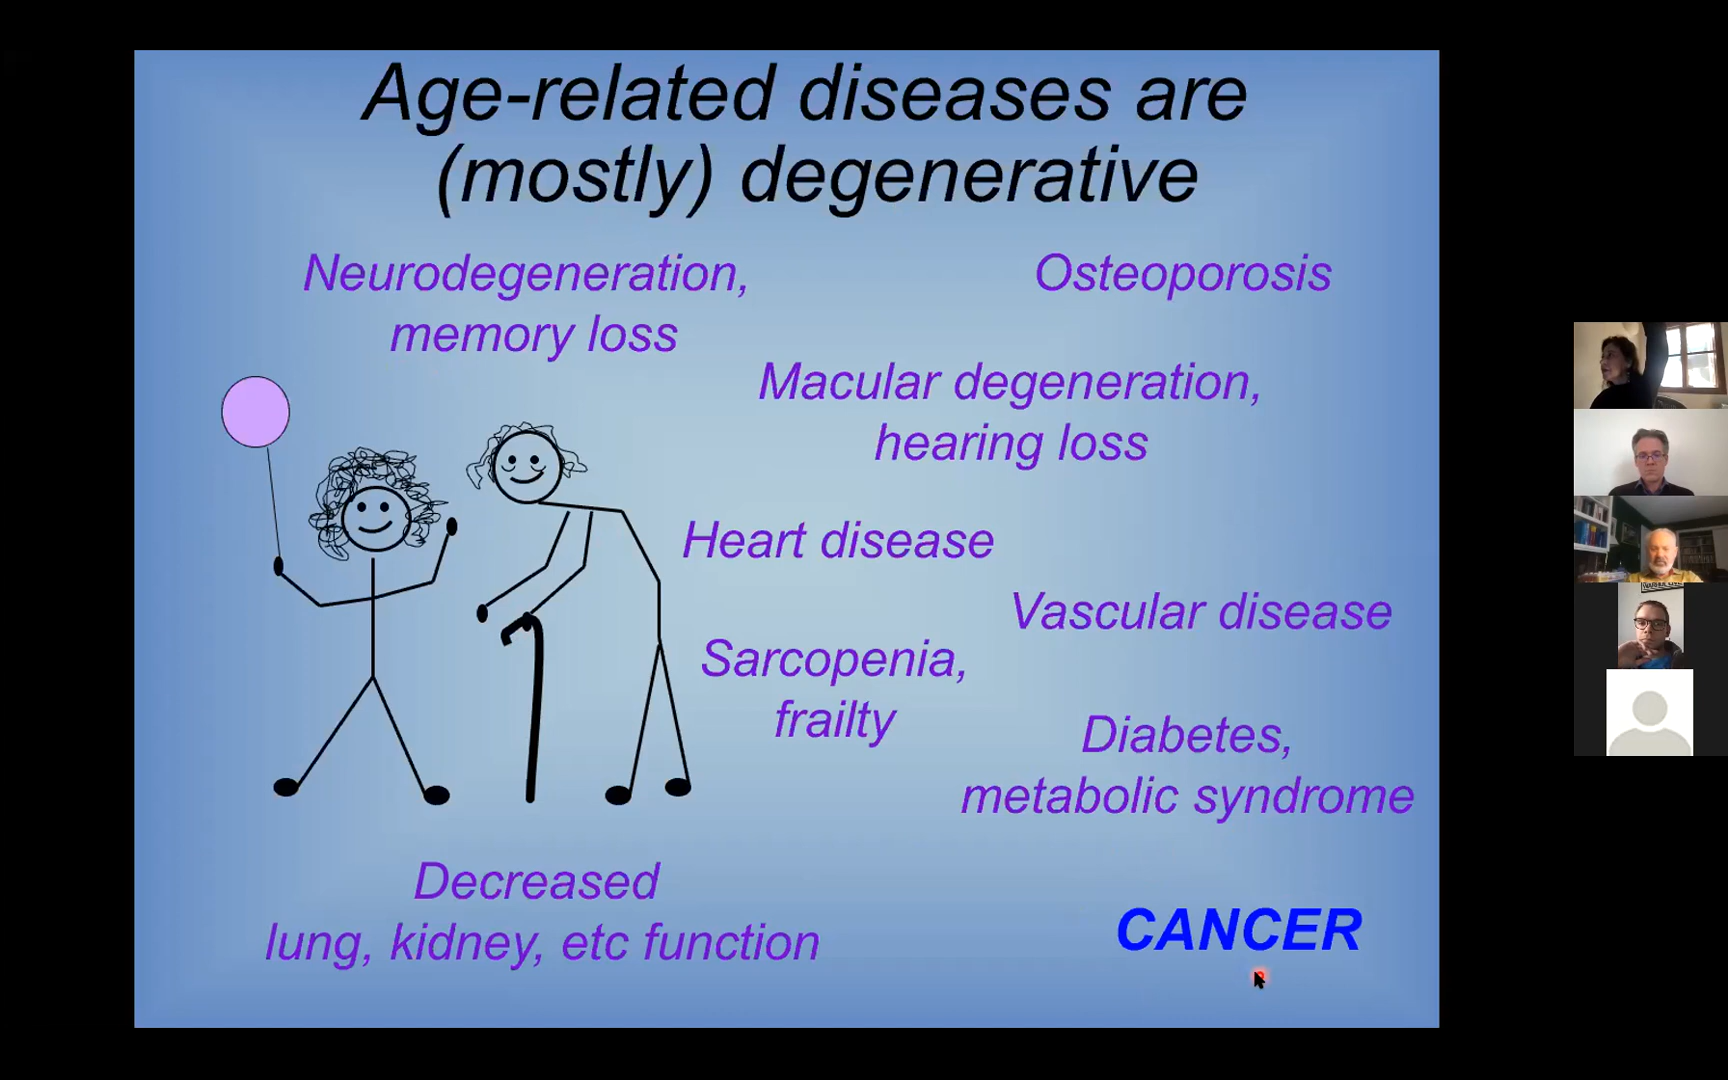 Age-related diseases are
(mostly) degenerative
Neurodegeneration,
memory loss
Osteoporosis
Macular degeneration,
hearing loss
Heart disease
Vascular disease
Sarcopenia,
frailty
Diabetes,
metabolic syndrome
Decreased
lung, kidney, etc function
CANCER